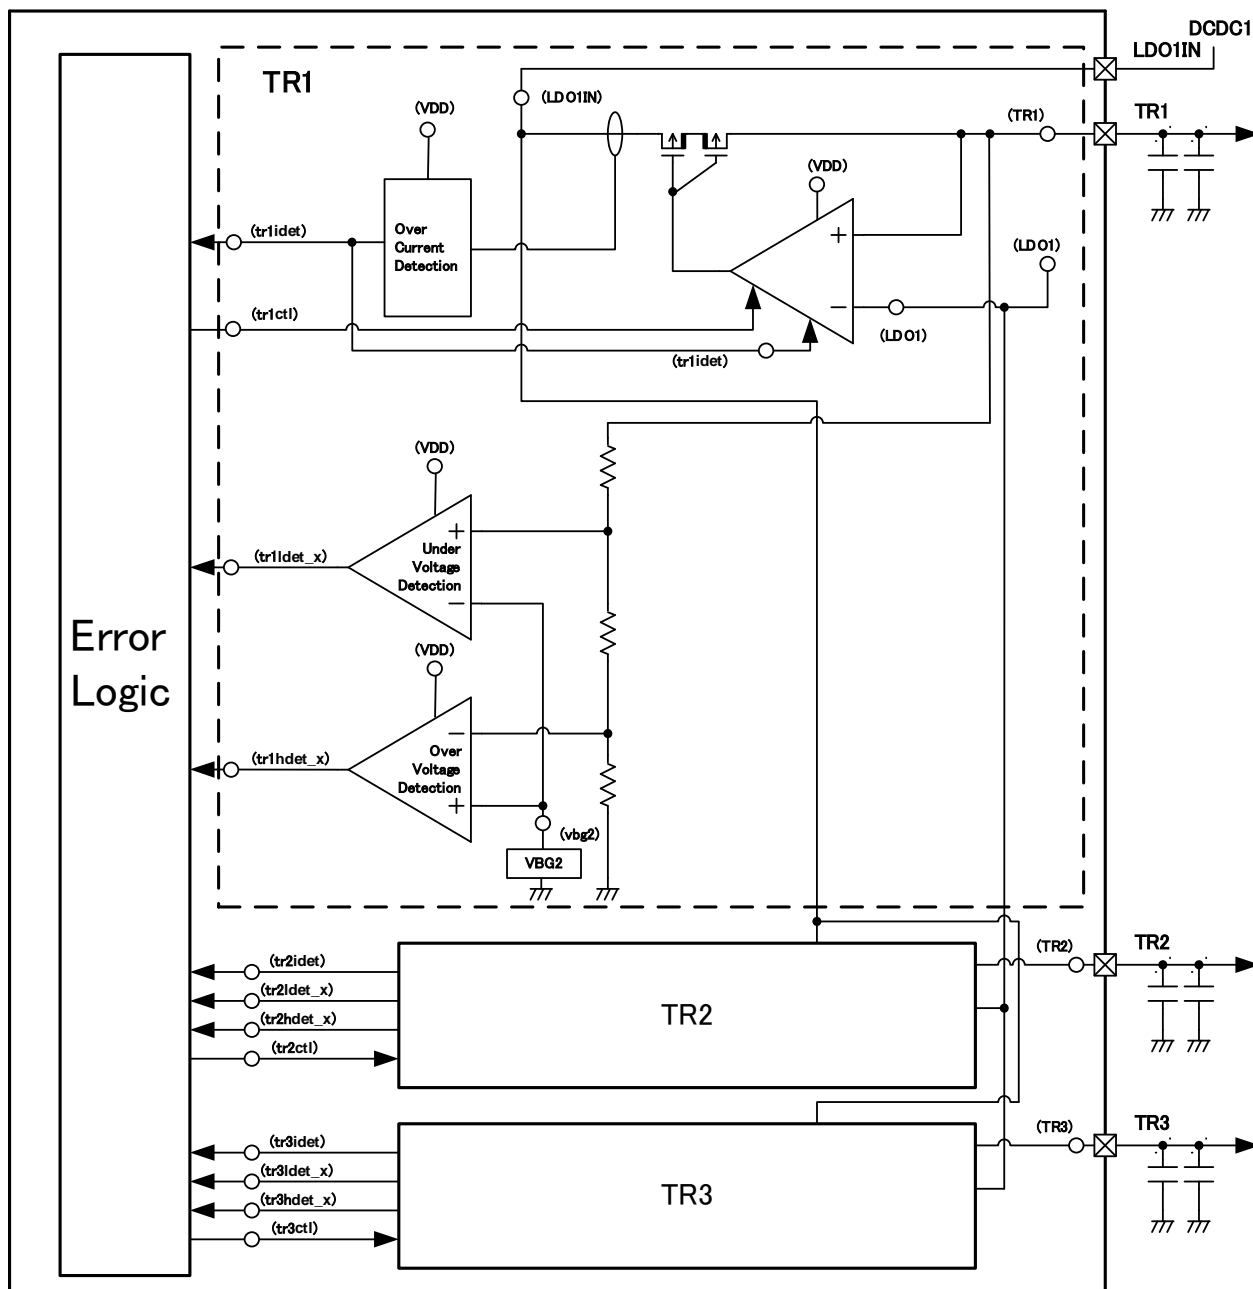 DCDC1
LDO1IN
TR1
(LDO1IN)
(VDD)
(TR1)
TR1
(VDD)
+
(tr1idet)
Over
Current
Detection
(LDO1)
−
(LDO1)
(tr1ctl)
(tr1idet)
(VDD)
+
Under
Voltage
Detection
−
(tr1ldet_x)
Error
Logic
(VDD)
−
Over
Voltage
Detection
+
(tr1hdet_x)
(vbg2)
VBG2
(tr2idet)
(tr2ldet_x)
(tr2hdet_x)
(tr2ctl)
TR2
(TR2)
TR2
(tr3idet)
(tr3ldet_x)
(tr3hdet_x)
(tr3ctl)
TR3
(TR3)
TR3